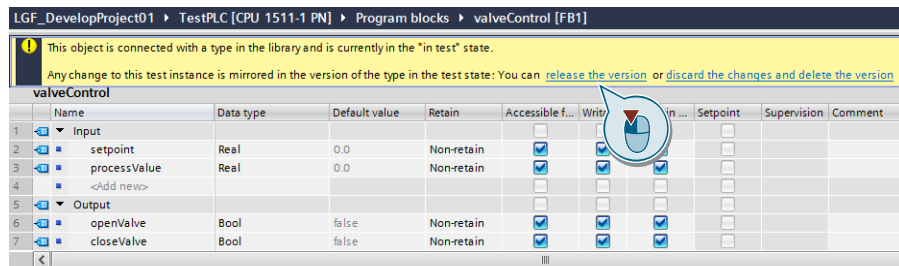 LGF_DevelopProject01 ▸ TestPLC [CPU 1511-1 PN] ▸ Program blocks ▸ valveControl [FB1]
This object is connected with a type in the library and is currently in the "in test" state.
Any change to this test instance is mirrored in the version of the type in the test state: You can release the version or discard the changes and delete the version
valveControl
Name Data type Default value Retain Accessible f... Writ ... Setpoint Supervision Comment
1 Input
2 setpoint Real 0.0 Non-retain
3 processValue Real 0.0 Non-retain
4 <Add new>
5 Output
6 openValve Bool false Non-retain
7 closeValve Bool false Non-retain